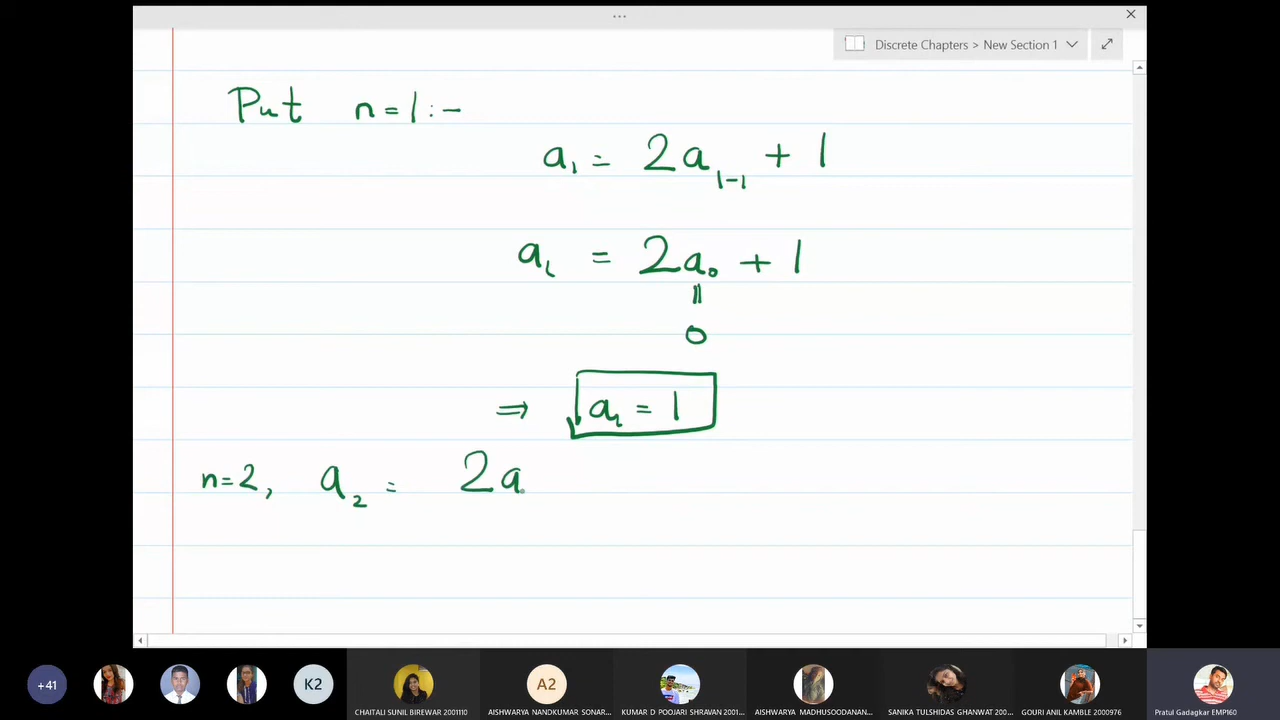 ...
Discrete Chapters > New Section 1
Put n=1:-
a₁ = 2a₁₋₁ + 1
a₁ = 2a₀ + 1
||
0
⇒ a₁ = 1
n=2, a₂ = 2a
+41
K2
A2
CHAITALI SUNIL BIREWAR 2001110
AISHWARYA NANDKUMAR SONAR...
KUMAR D POOJARI SHRAVAN 2001...
AISHWARYA MADHUSOODANAN...
SANIKA TULSHIDAS GHANWAT 200...
GOURI ANIL KAMBLE 2000976
Pratul Gadagkar EMP160